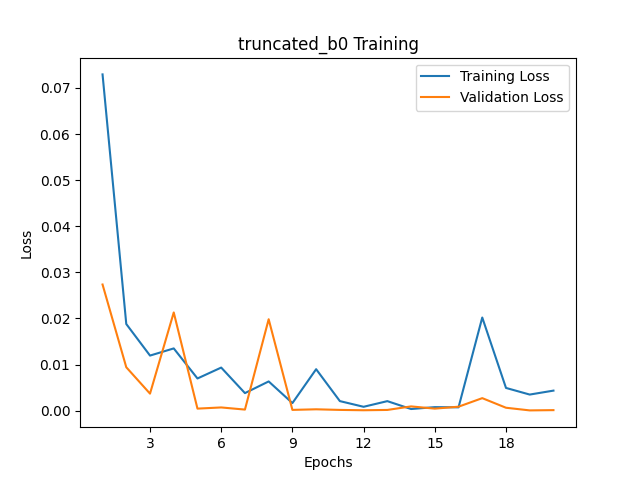 truncated_b0 Training
Training Loss
Validation Loss
0.07
0.06
0.05
0.04
0.03
0.02
0.01
0.00
Loss
3 6 9 12 15 18
Epochs